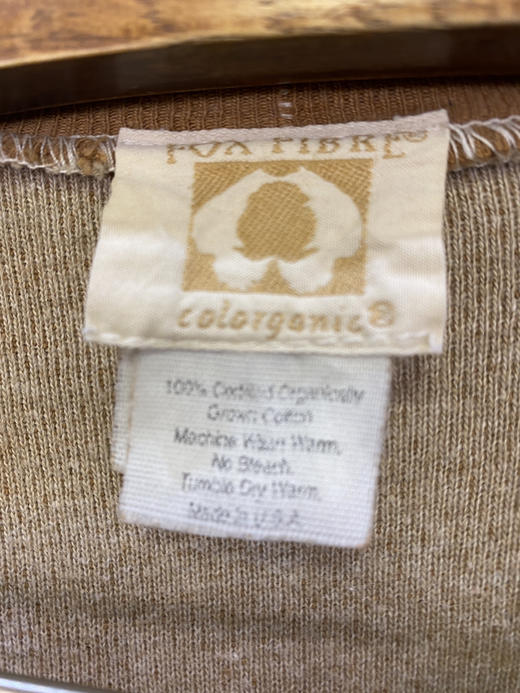 FOX FIBRE®
colorganic®
100% Certified Organically
Grown Cotton
Machine Wash Warm.
No Bleach.
Tumble Dry Warm.
Made in U.S.A